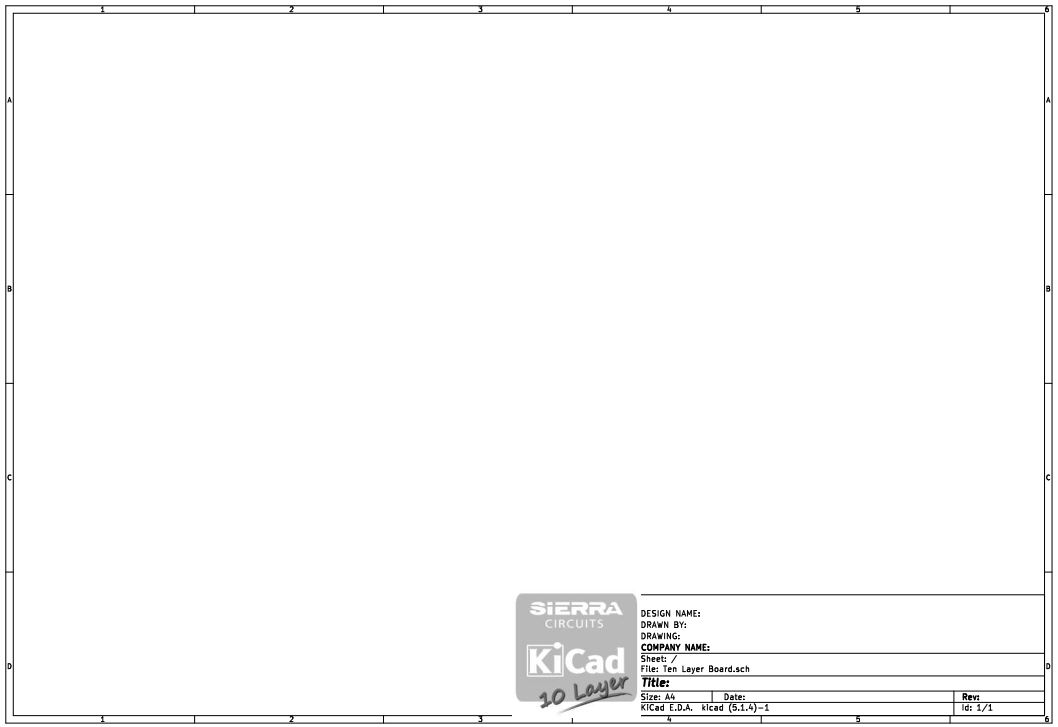 1 2 3 4 5 6
A A
B B
C C
D D
SiERRA
CIRCUITS
KiCad
10 Layer
DESIGN NAME:
DRAWN BY:
DRAWING:
COMPANY NAME:
Sheet: /
File: Ten Layer Board.sch
Title:
Size: A4 Date: Rev:
KiCad E.D.A. kicad (5.1.4)-1 Id: 1/1
1 2 3 4 5 6